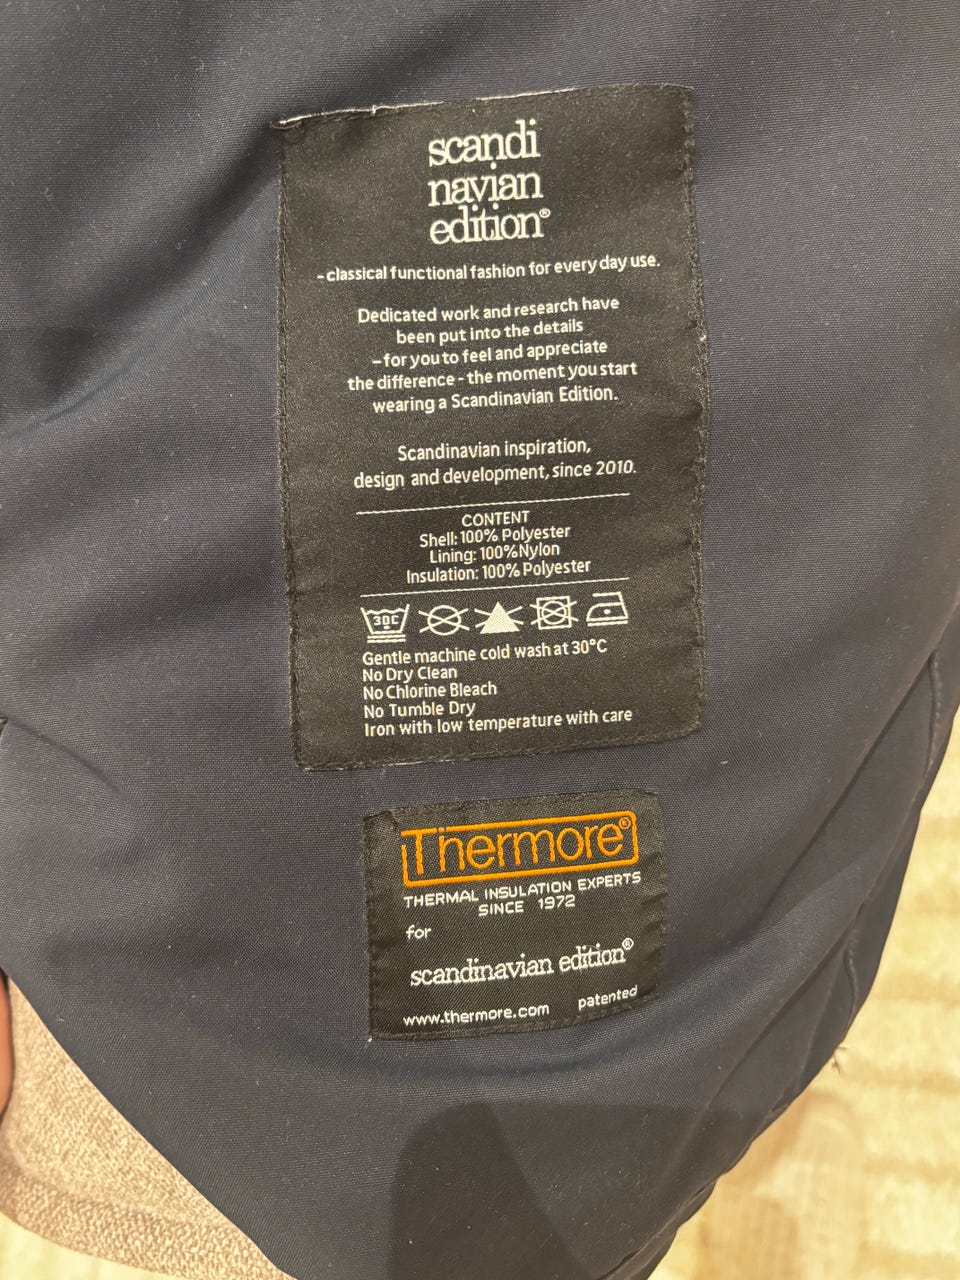 scandi
navian
edition®
-classical functional fashion for every day use.
Dedicated work and research have
been put into the details
-for you to feel and appreciate
the difference - the moment you start
wearing a Scandinavian Edition.
Scandinavian inspiration,
design and development, since 2010.
CONTENT
Shell: 100% Polyester
Lining: 100%Nylon
Insulation: 100% Polyester
30C
Gentle machine cold wash at 30°C
No Dry Clean
No Chlorine Bleach
No Tumble Dry
Iron with low temperature with care
Thermore®
THERMAL INSULATION EXPERTS
SINCE 1972
for
scandinavian edition®
www.thermore.com patented